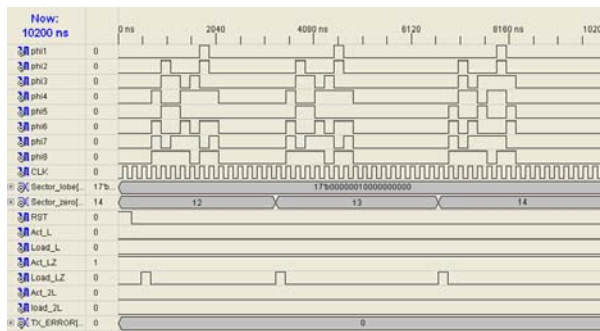 Now:
10200 ns
0 ns 2040 4080 ns 6120 8160 ns 1020
phi1 0
phi2 0
phi3 0
phi4 0
phi5 0
phi6 0
phi7 0
phi8 0
CLK 0
Sector_lobe[... 17'b... 17'b00000010000000000
Sector_zero[... 14 12 13 14
RST 0
Act_L 0
Load_L 0
Act_LZ 1
Load_LZ 0
Act_2L 0
load_2L 0
TX_ERROR[... 0 0